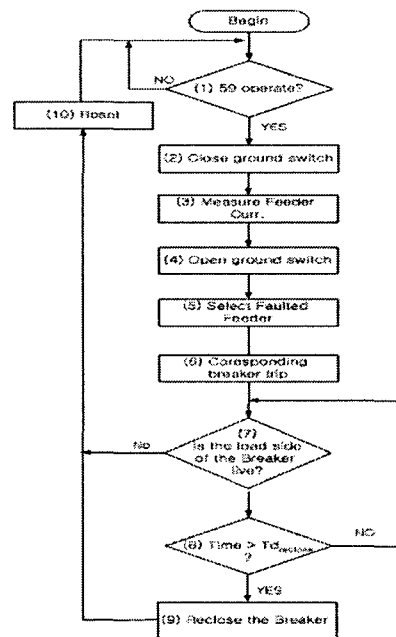 Begin
NO
(1) 59 operate?
(10) Reset
YES
(2) Close ground switch
(3) Measure Feeder
Curr.
(4) Open ground switch
(5) Select Faulted
Feeder
(6) Coresponding
breaker trip
(7)
No
Is the load side
of the Breaker
live?
(8) Time > Td reclose
NO
?
YES
(9) Reclose the Breaker